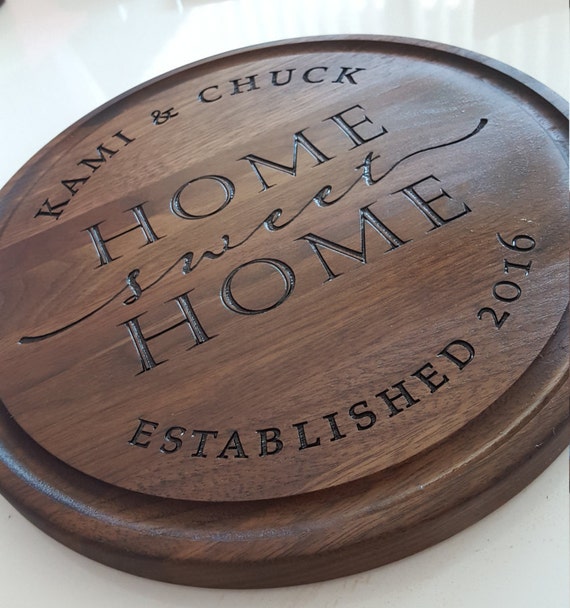 KAMI & CHUCK
HOME
sweet
HOME
ESTABLISHED 2016